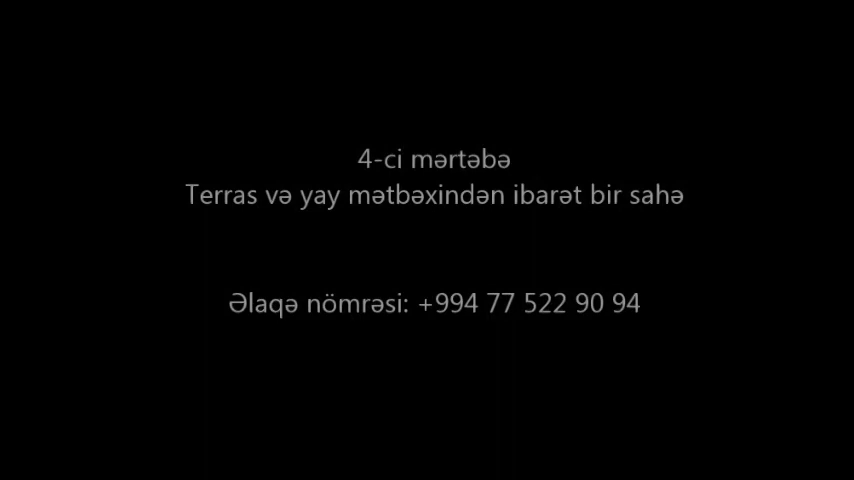 4-ci mərtəbə
Terras və yay mətbəxindən ibarət bir sahə
Əlaqə nömrəsi: +994 77 522 90 94